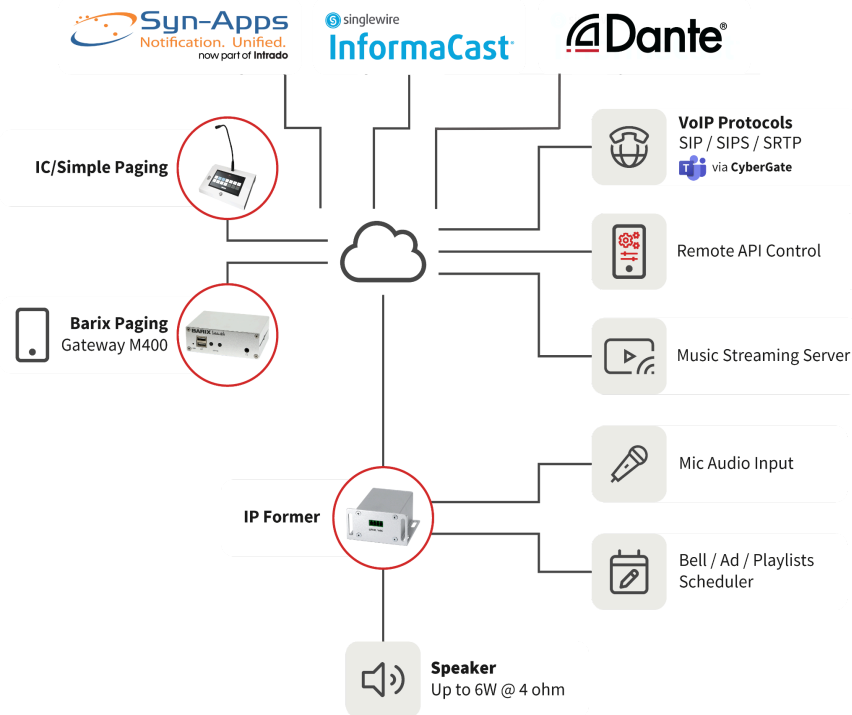 Syn-Apps
Notification. Unified.
now part of Intrado
singlewire
InformaCast
Dante®
IC/Simple Paging
VoIP Protocols
SIP / SIPS / SRTP
via CyberGate
Remote API Control
Barix Paging
Gateway M400
BARIX
Music Streaming Server
Mic Audio Input
IP Former
Bell / Ad / Playlists
Scheduler
Speaker
Up to 6W @ 4 ohm